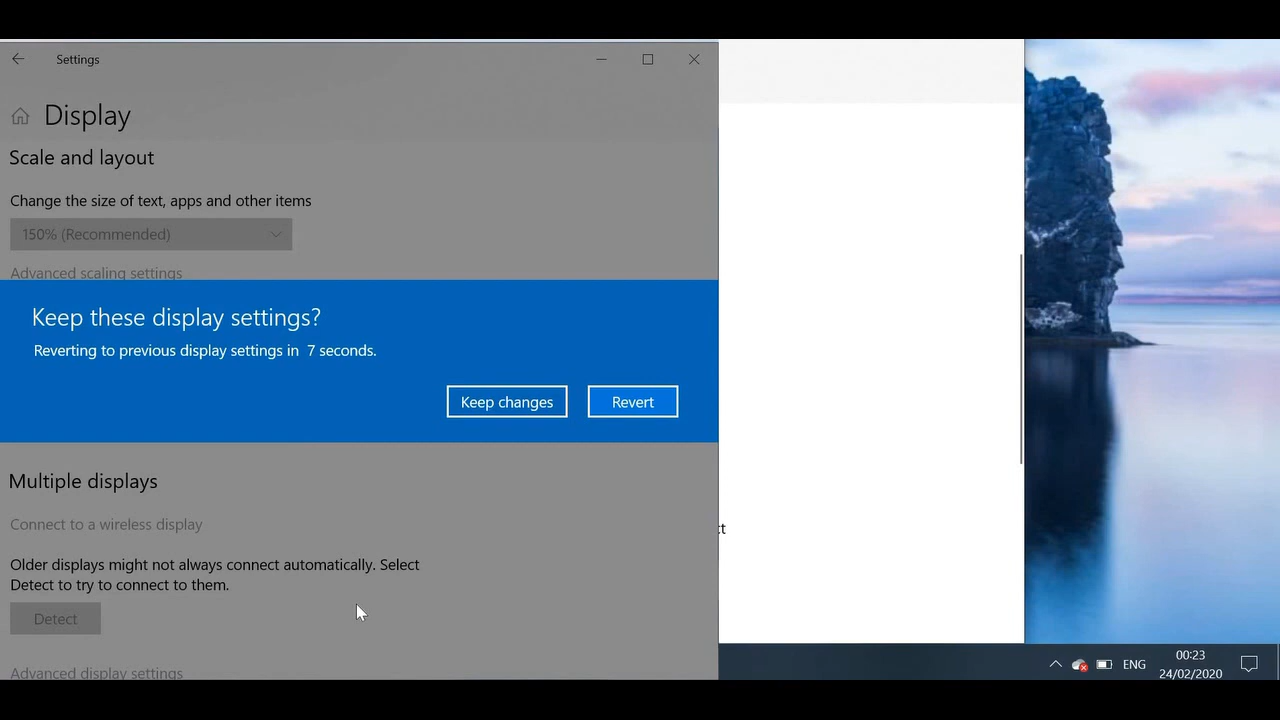 Settings
Display
Scale and layout
Change the size of text, apps and other items
150% (Recommended)
Advanced scaling settings
Keep these display settings?
Reverting to previous display settings in 7 seconds.
Keep changes
Revert
Multiple displays
Connect to a wireless display
Older displays might not always connect automatically. Select
Detect to try to connect to them.
Detect
Advanced display settings
ENG
00:23
24/02/2020